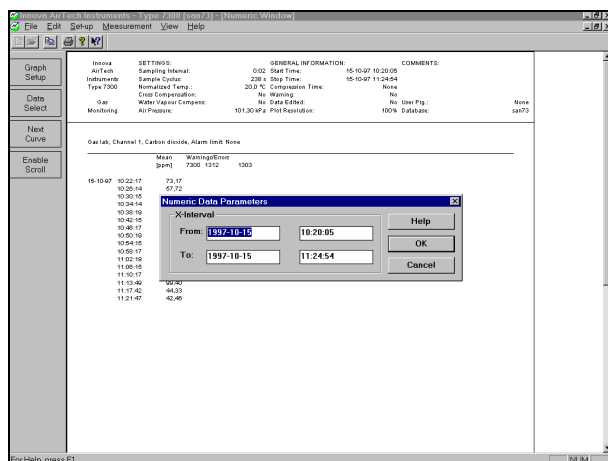 Innova AirTech Instruments - Type 7300 [san73] - [Numeric Window]
File Edit Set-up Measurement View Help
Graph Setup
Data Select
Next Curve
Enable Scroll
Innova SETTINGS: GENERAL INFORMATION: COMMENTS:
AirTech Sampling Interval: 0:02 Start Time: 15-10-97 10:20:05
Instruments Sample Cyclus: 238 s Stop Time: 15-10-97 11:24:54
Type 7300 Normalized Temp.: 20,0 °C Compression Time: None
Cross Compensation: No Warning: No
Gas Water Vapour Compens: No Data Edited: No User Prg.: None
Monitoring Air Pressure: 101,30 kPa Plot Resolution: 100% Database: san73
Gas lab, Channel 1, Carbon dioxide, Alarm limit: None
Mean Warnings/Errors
[ppm] 7300 1312 1303
15-10-97 10:22:17 73,17
10:26:14 57,72
10:30:15
10:34:14
10:38:19
10:42:15
10:46:17
10:50:19
10:54:15
10:58:17
11:02:19
11:06:15
11:10:17
11:13:49 99,40
11:17:42 44,33
11:21:47 42,46
Numeric Data Parameters
X-Interval
From: 1997-10-15 10:20:05
To: 1997-10-15 11:24:54
Help
OK
Cancel
For Help, press F1
NUM